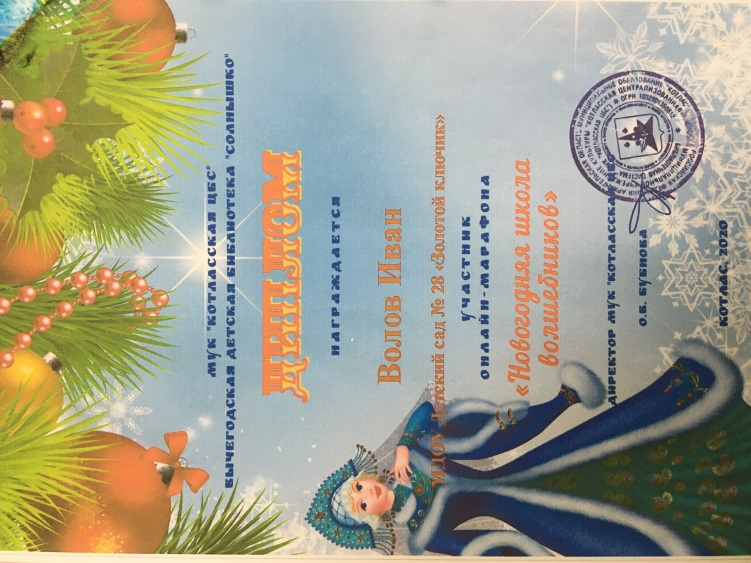 МУК "КОТЛАССКАЯ ЦБС"
ВЫЧЕГОДСКАЯ ДЕТСКАЯ БИБЛИОТЕКА "СОЛНЫШКО"
ДИПЛОМ
НАГРАЖДАЕТСЯ
Волов Иван
МДОУ Детский сад № 28 «Золотой ключик»
УЧАСТНИК
ОНЛАЙН-МАРАФОНА
«Новогодняя школа
волшебников»
ДИРЕКТОР МУК "КОТЛАССКАЯ ЦБС"
О.Б. БУБНОВА
КОТЛАС, 2020